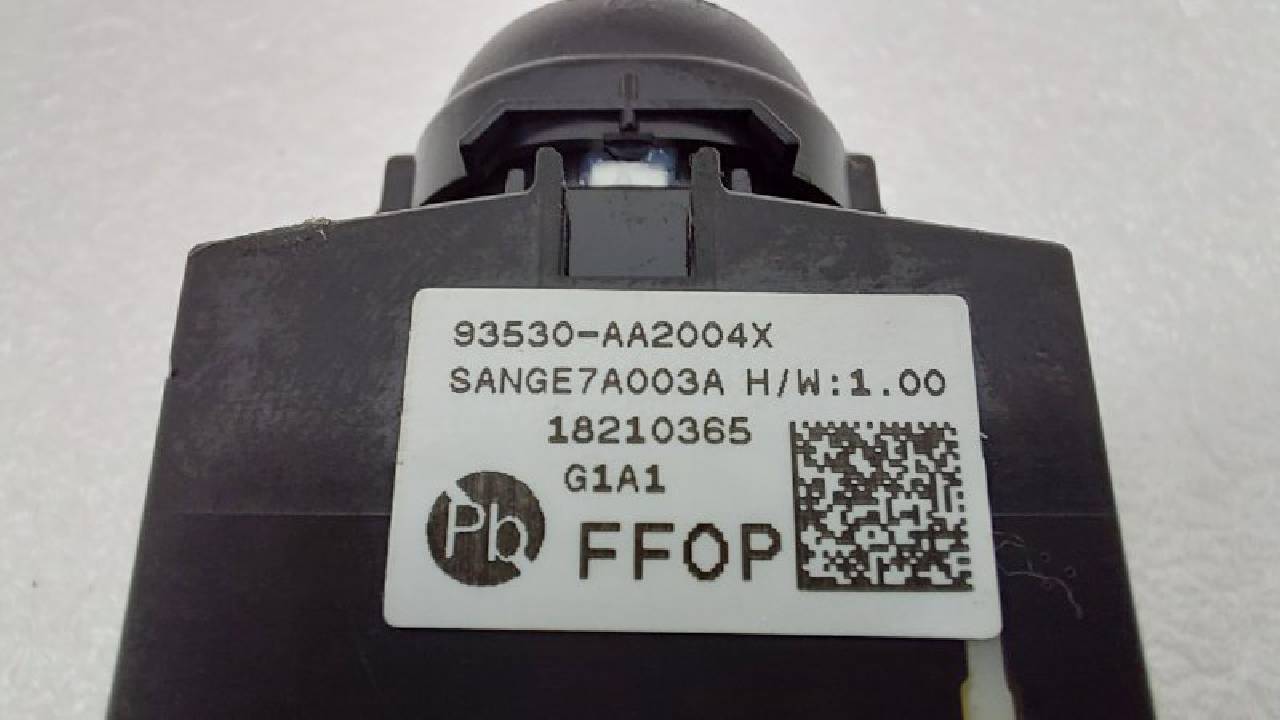 93530-AA2004X
SANGE7A003A H/W:1.00
18210365
G1A1
Pb
FFOP